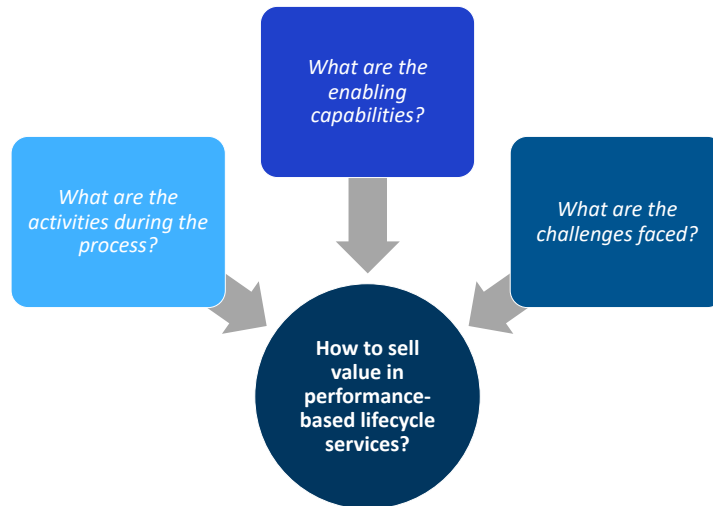 What are the
enabling
capabilities?
What are the
activities during the
process?
What are the
challenges faced?
How to sell
value in
performance-
based lifecycle
services?